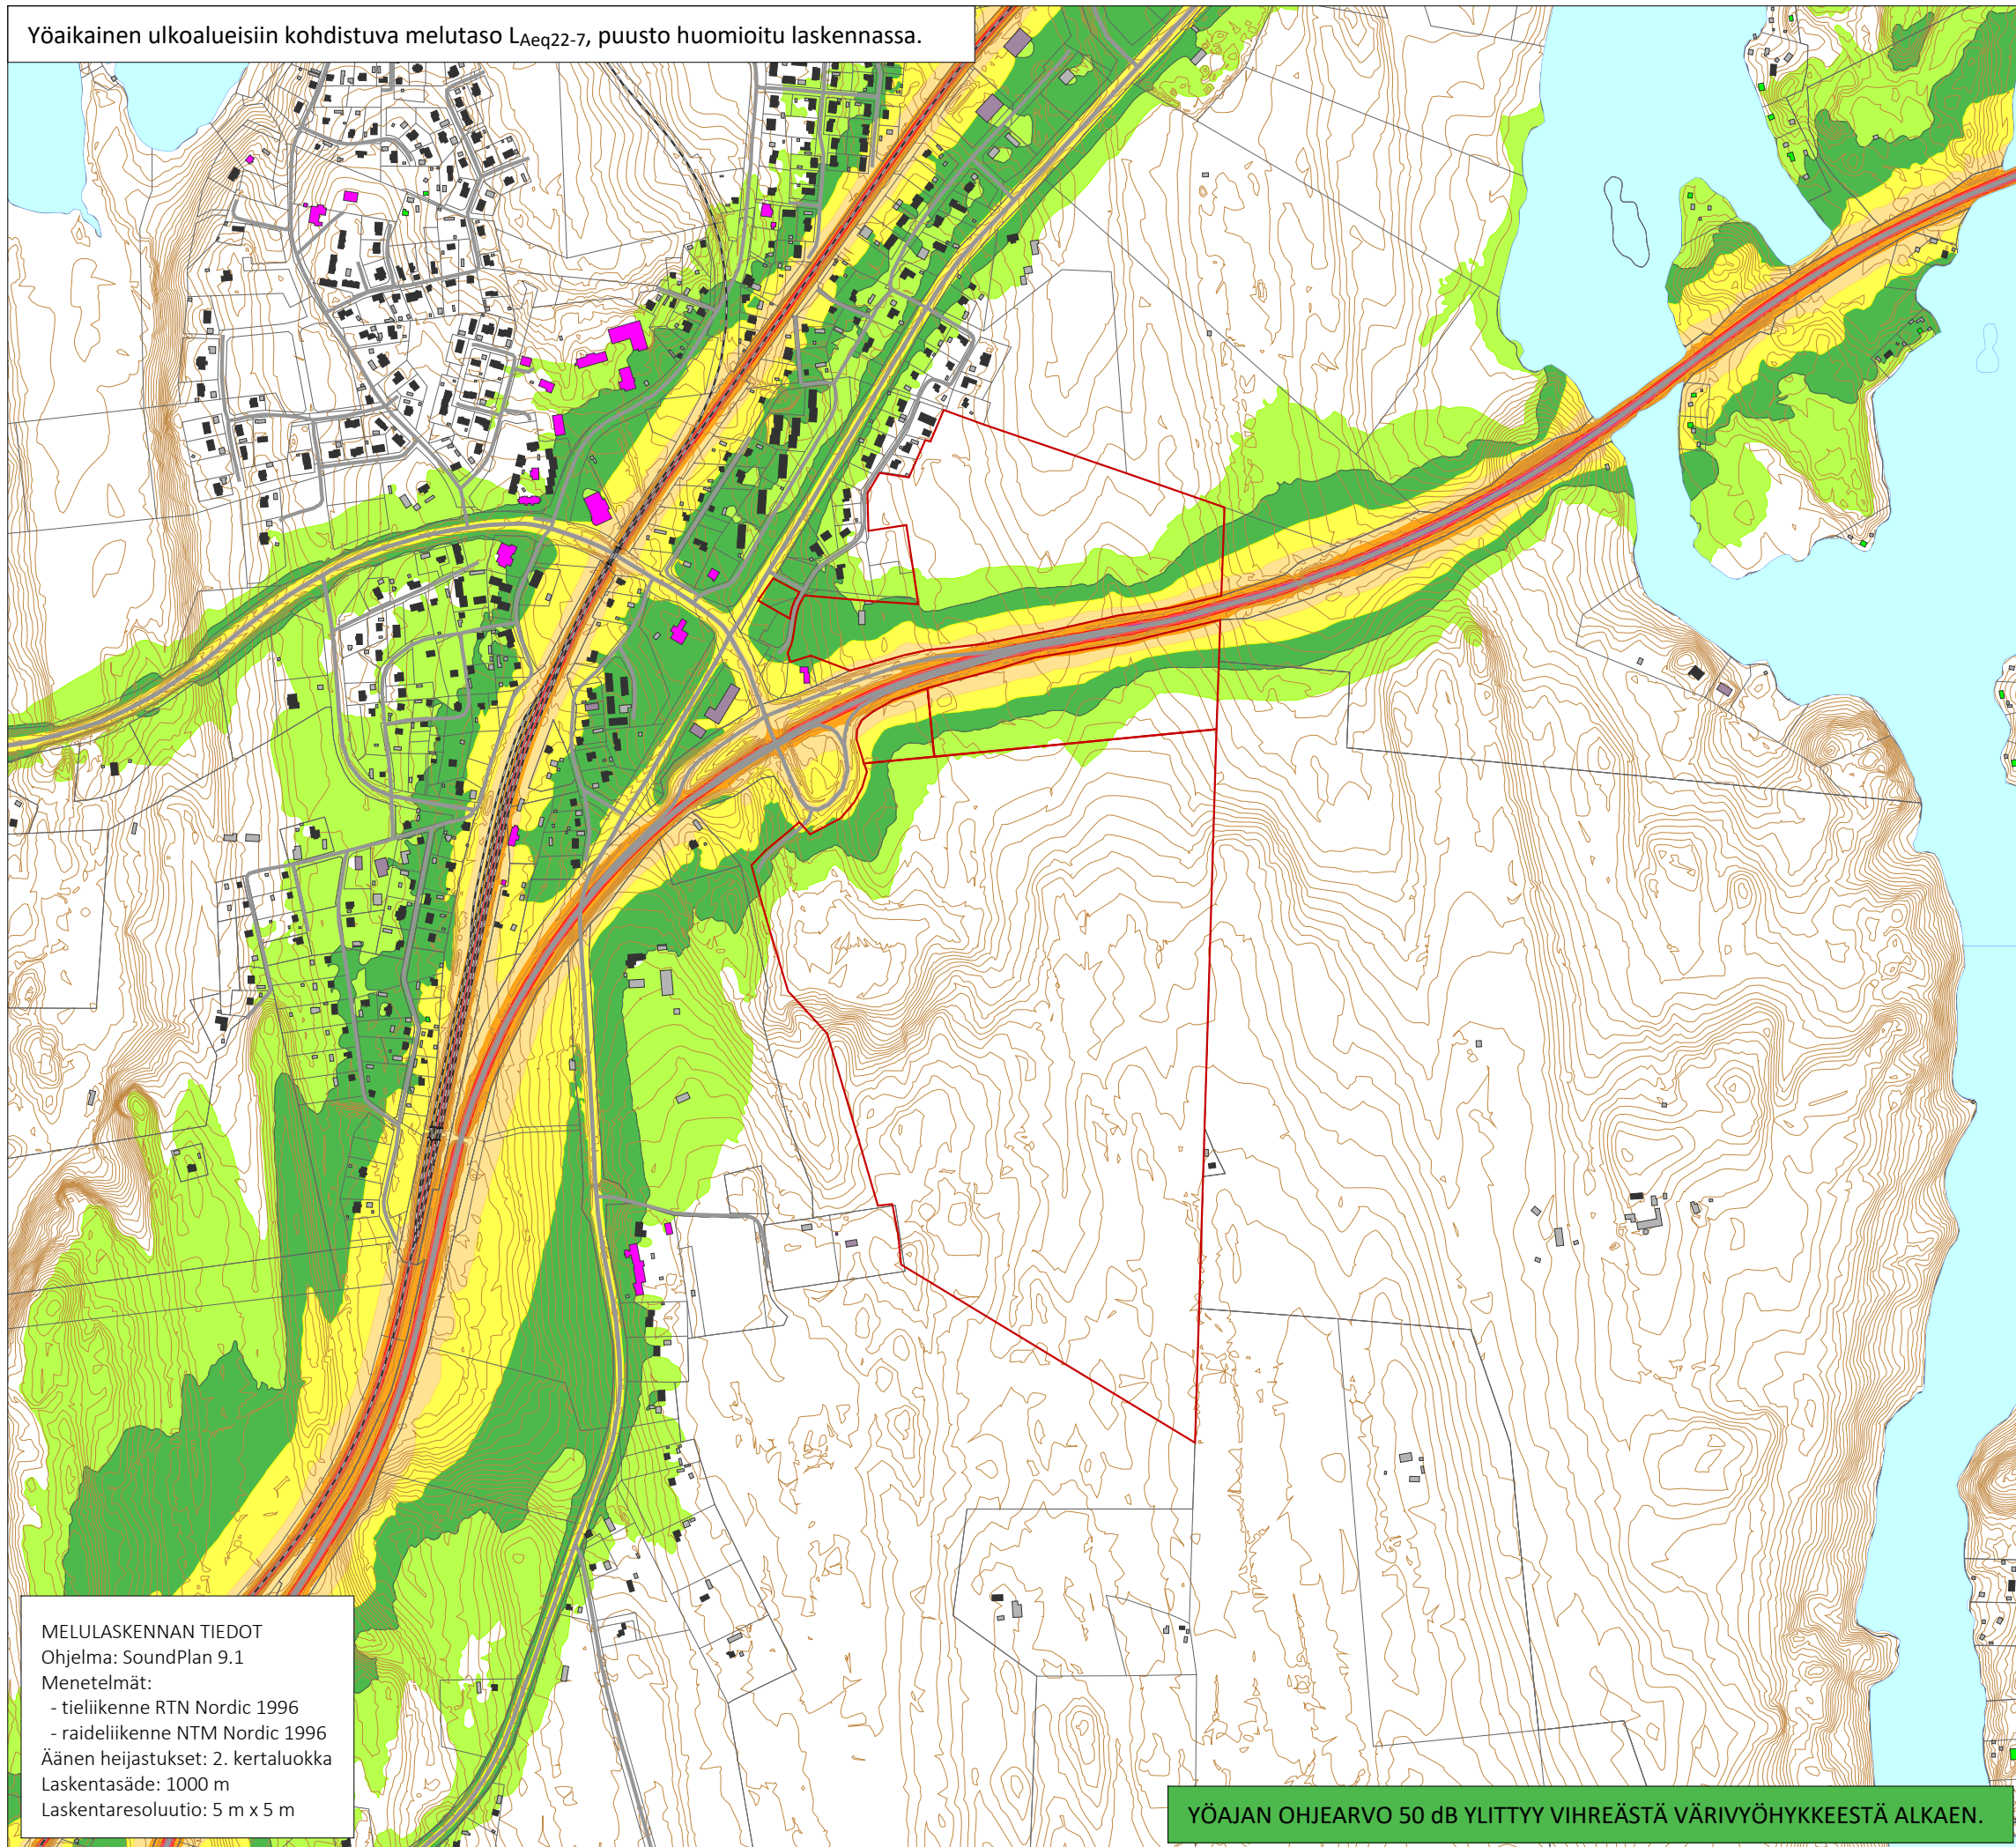 Yöaikainen ulkoalueisiin kohdistuva melutaso LAeq22-7, puusto huomioitu laskennassa.
MELULASKENNAN TIEDOT
Ohjelma: SoundPlan 9.1
Menetelmät:
- tieliikenne RTN Nordic 1996
- raideliikenne NTM Nordic 1996
Äänen heijastukset: 2. kertaluokka
Laskentasäde: 1000 m
Laskentaresoluutio: 5 m x 5 m
YÖAJAN OHJEARVO 50 dB YLITTYY VIHREÄSTÄ VÄRIVYÖHYKKEESTÄ ALKAEN.